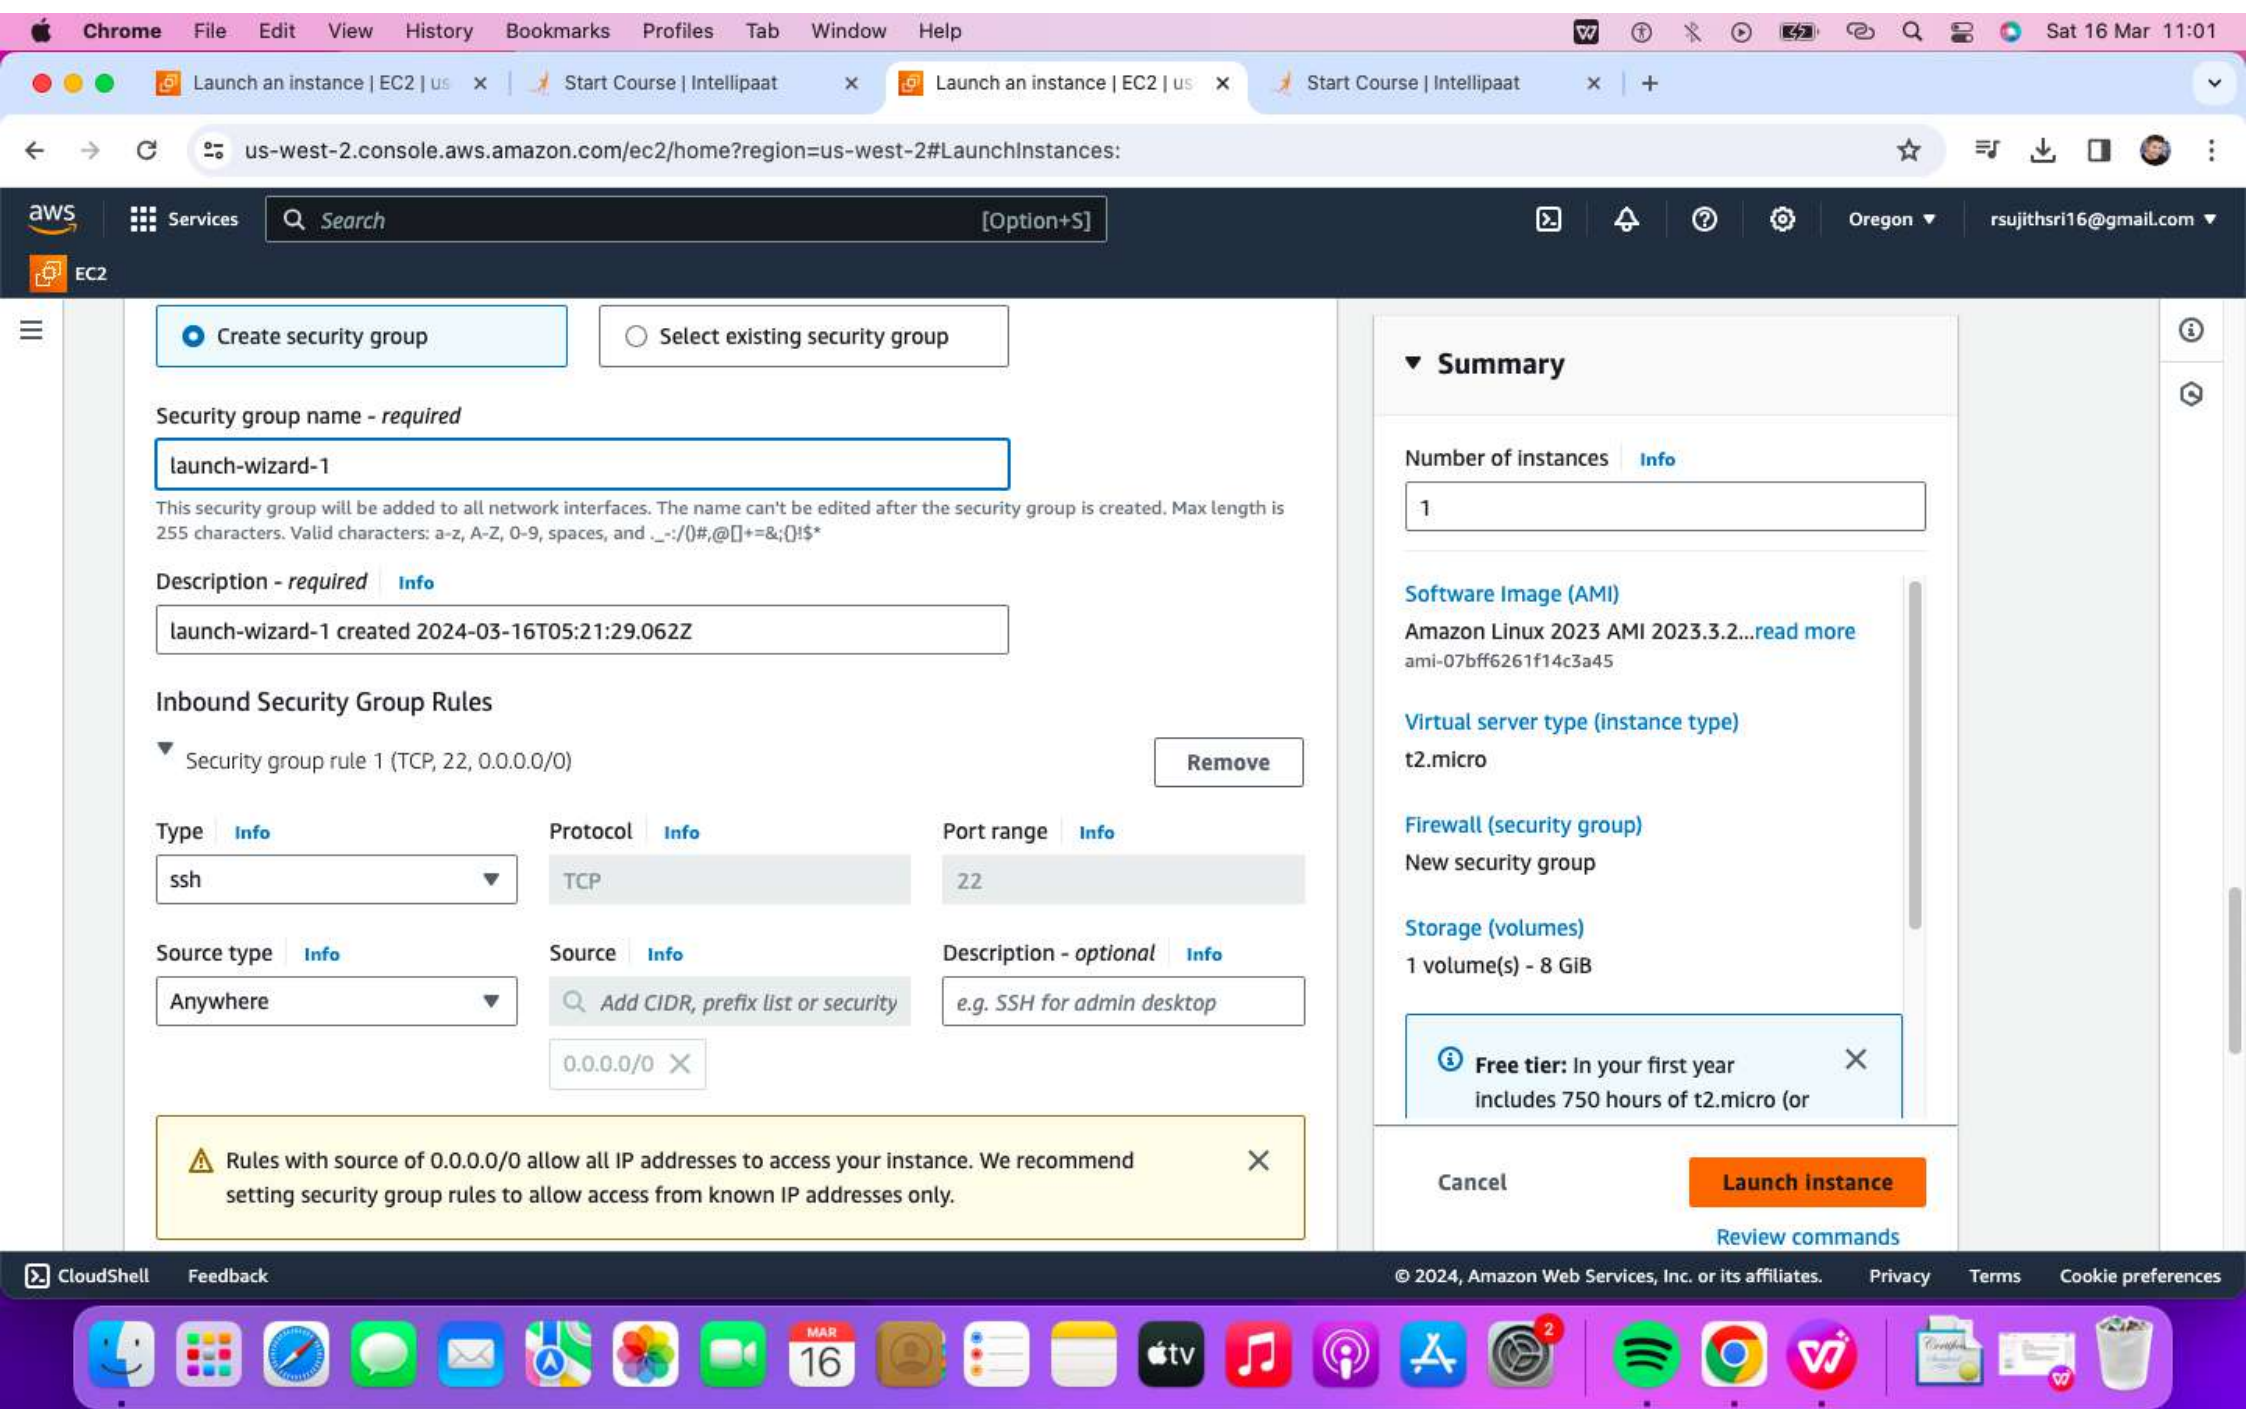 Chrome File Edit View History Bookmarks Profiles Tab Window Help Sat 16 Mar 11:01
Launch an instance | EC2 | us Start Course | Intellipaat Launch an instance | EC2 | us Start Course | Intellipaat
us-west-2.console.aws.amazon.com/ec2/home?region=us-west-2#LaunchInstances:
aws Services Search [Option+S] Oregon rsujithsri16@gmail.com
EC2
Create security group Select existing security group
Security group name - required
launch-wizard-1
This security group will be added to all network interfaces. The name can't be edited after the security group is created. Max length is
255 characters. Valid characters: a-z, A-Z, 0-9, spaces, and ._-:/()#,@[]+=&;{}!$*
Description - required Info
launch-wizard-1 created 2024-03-16T05:21:29.062Z
Inbound Security Group Rules
Security group rule 1 (TCP, 22, 0.0.0.0/0) Remove
Type Info Protocol Info Port range Info
ssh TCP 22
Source type Info Source Info Description - optional Info
Anywhere Add CIDR, prefix list or security e.g. SSH for admin desktop
0.0.0.0/0
Rules with source of 0.0.0.0/0 allow all IP addresses to access your instance. We recommend
setting security group rules to allow access from known IP addresses only.
Summary
Number of instances Info
1
Software Image (AMI)
Amazon Linux 2023 AMI 2023.3.2...read more
ami-07bff6261f14c3a45
Virtual server type (instance type)
t2.micro
Firewall (security group)
New security group
Storage (volumes)
1 volume(s) - 8 GiB
Free tier: In your first year
includes 750 hours of t2.micro (or
Cancel Launch instance
Review commands
CloudShell Feedback © 2024, Amazon Web Services, Inc. or its affiliates. Privacy Terms Cookie preferences
MAR
16
tv
2